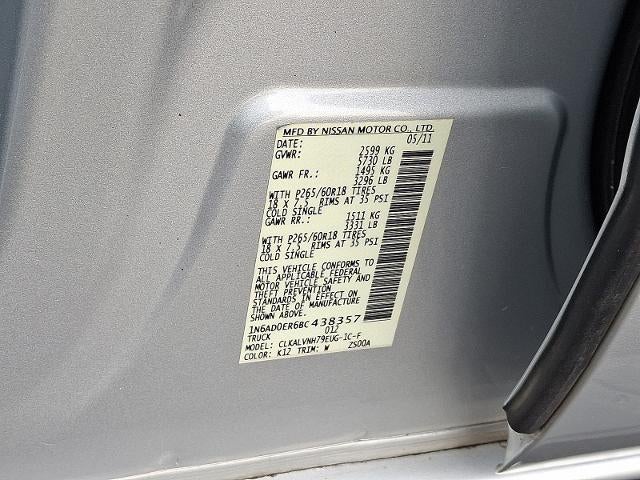 MFD BY NISSAN MOTOR CO., LTD.
DATE: 05/11
GVWR: 2599 KG
5730 LB
GAWR FR.: 1495 KG
3296 LB
WITH P265/60R18 TIRES
18 X 7.5 RIMS AT 35 PSI
COLD SINGLE
GAWR RR.: 1511 KG
3331 LB
WITH P265/60R18 TIRES
18 X 7.5 RIMS AT 35 PSI
COLD SINGLE
THIS VEHICLE CONFORMS TO
ALL APPLICABLE FEDERAL
MOTOR VEHICLE SAFETY AND
THEFT PREVENTION
STANDARDS IN EFFECT ON
THE DATE OF MANUFACTURE
SHOWN ABOVE.
1N6AD0ER6BC438357
TRUCK 012
MODEL: CLKALVNH79EUG-1C-F
COLOR: K12 TRIM: W ZS00A